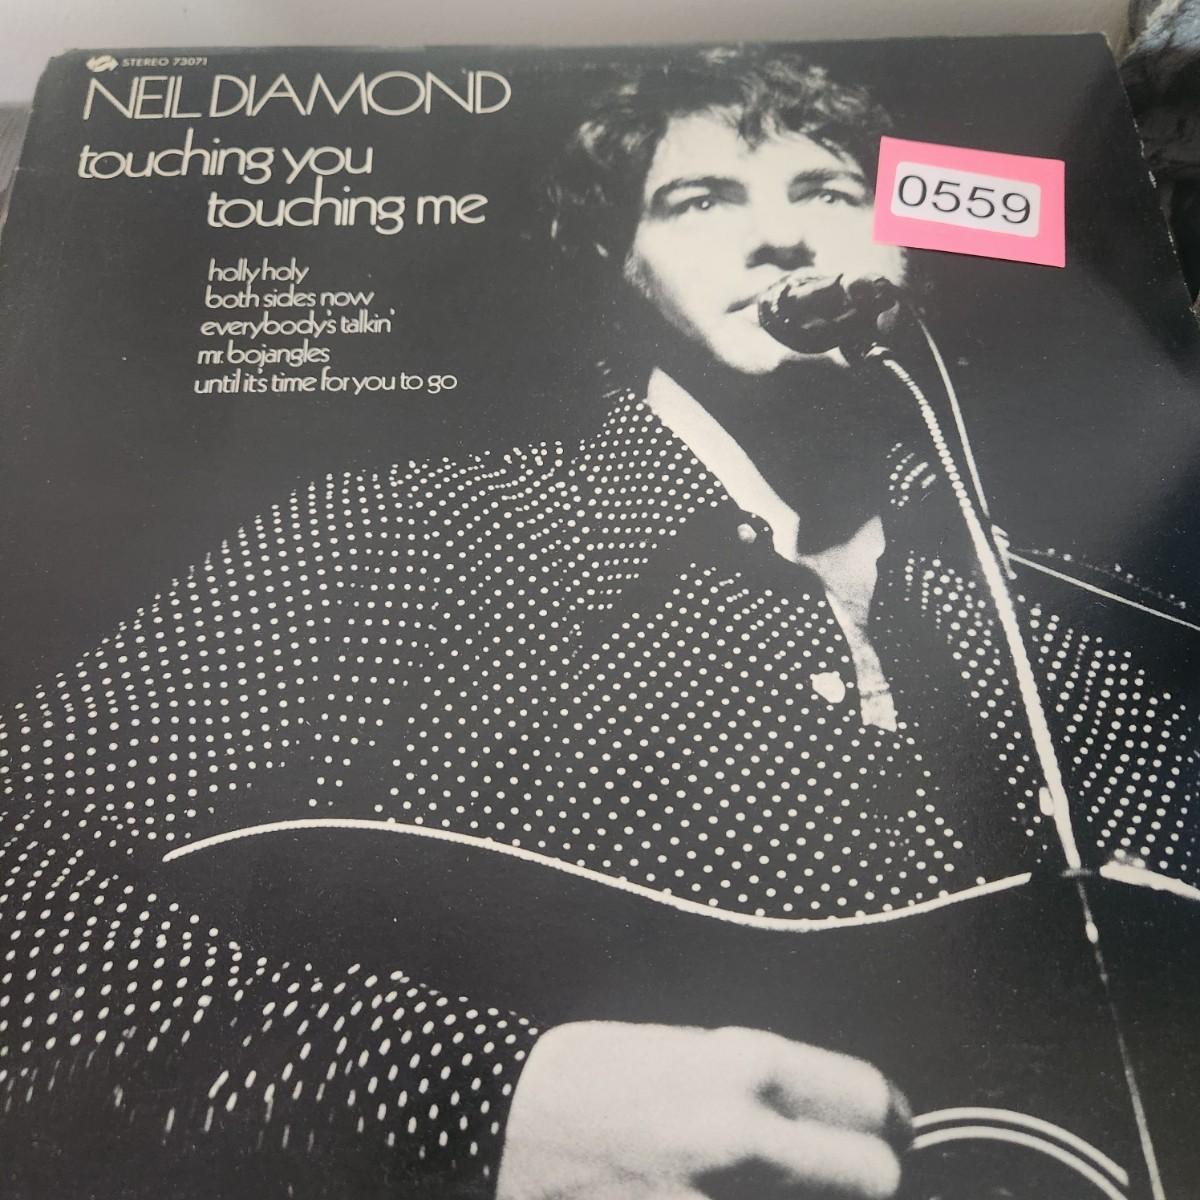 STEREO 73071
NEIL DIAMOND
touching you
touching me
holly holy
both sides now
everybody's talkin'
mr. bojangles
until it's time for you to go
0559